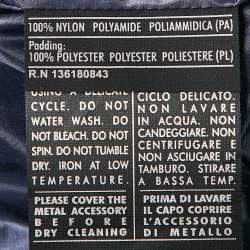 100% NYLON POLYAMIDE POLIAMMIDICA (PA)
Padding:
100% POLYESTER POLYESTER POLIESTERE (PL)
R.N 136180843
USING A DELICATE
CYCLE. DO NOT
WATER WASH. DO
NOT BLEACH. DO NOT
SPIN. DO NOT TUMBLE
DRY. IRON AT LOW
TEMPERATURE.
PLEASE COVER THE
METAL ACCESSORY
BEFORE
DRY CLEANING
CICLO DELICATO.
NON LAVARE
IN ACQUA. NON
CANDEGGIARE. NON
CENTRIFUGARE E
NON ASCIUGARE IN
TAMBURO. STIRARE
A BASSA TEMP.
PRIMA DI LAVARE
IL CAPO COPRIRE
L'ACCESSORIO
DI METALLO